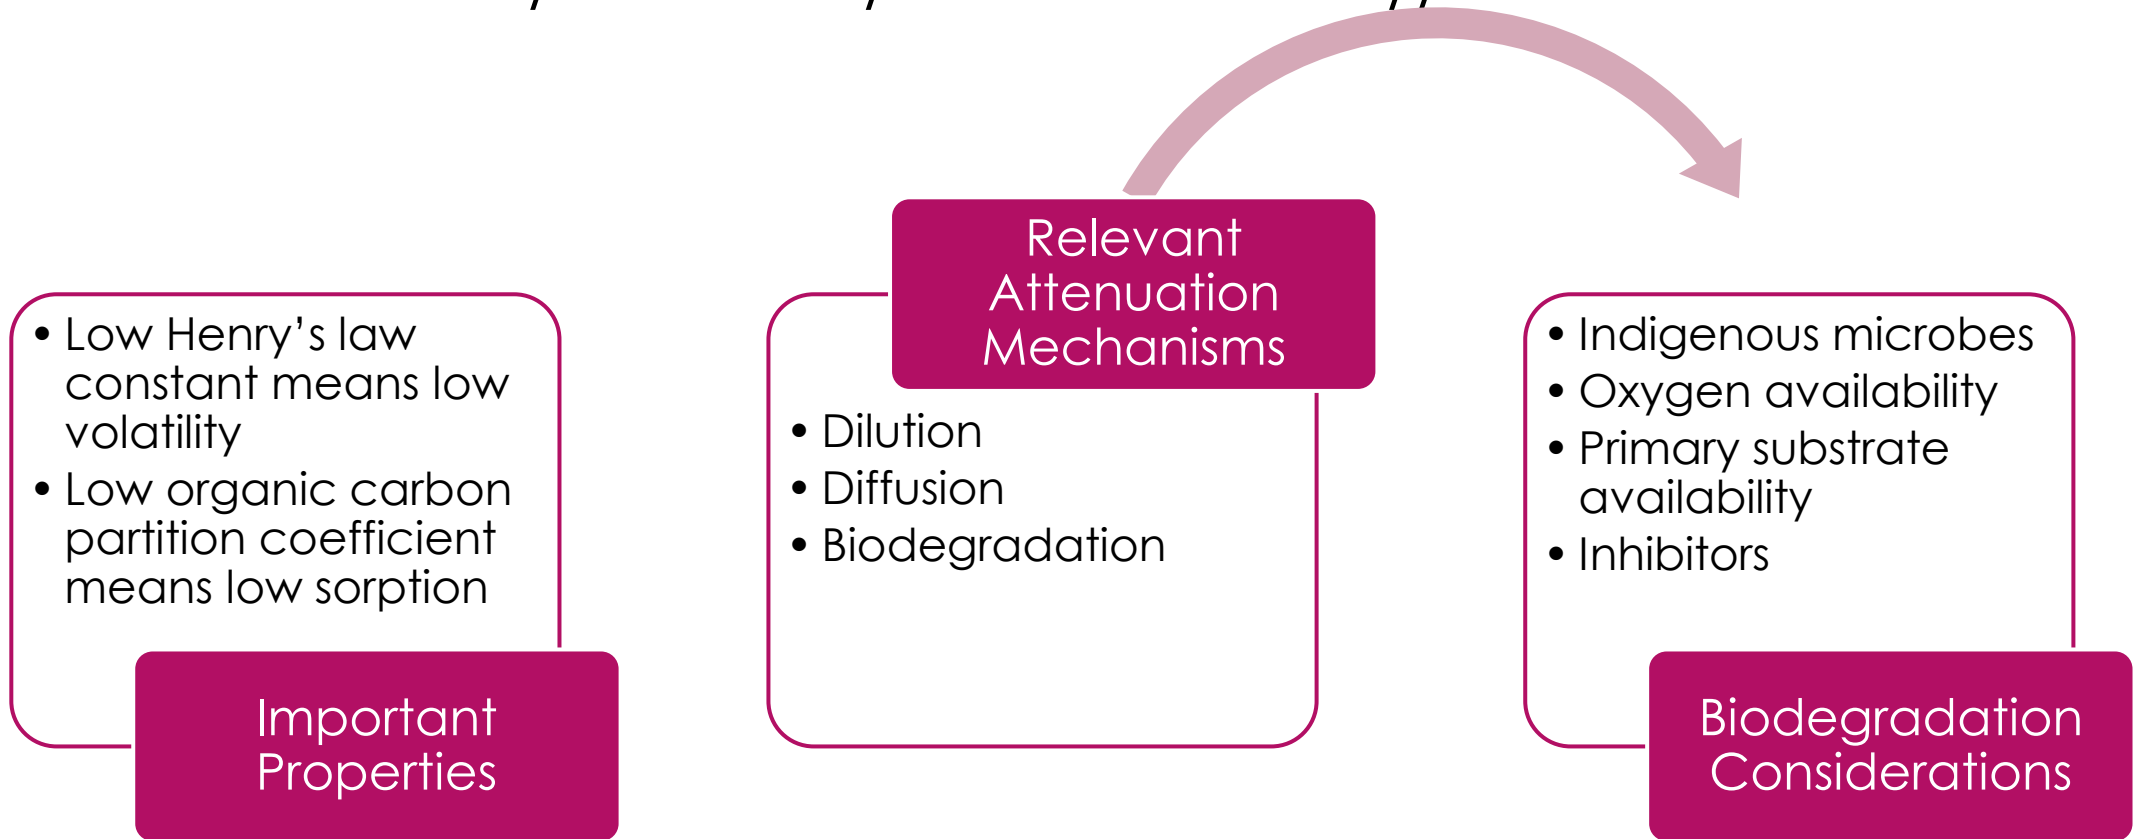 • Low Henry’s law
constant means low
volatility
• Low organic carbon
partition coefficient
means low sorption
Important
Properties
Relevant
Attenuation
Mechanisms
• Dilution
• Diffusion
• Biodegradation
• Indigenous microbes
• Oxygen availability
• Primary substrate
availability
• Inhibitors
Biodegradation
Considerations